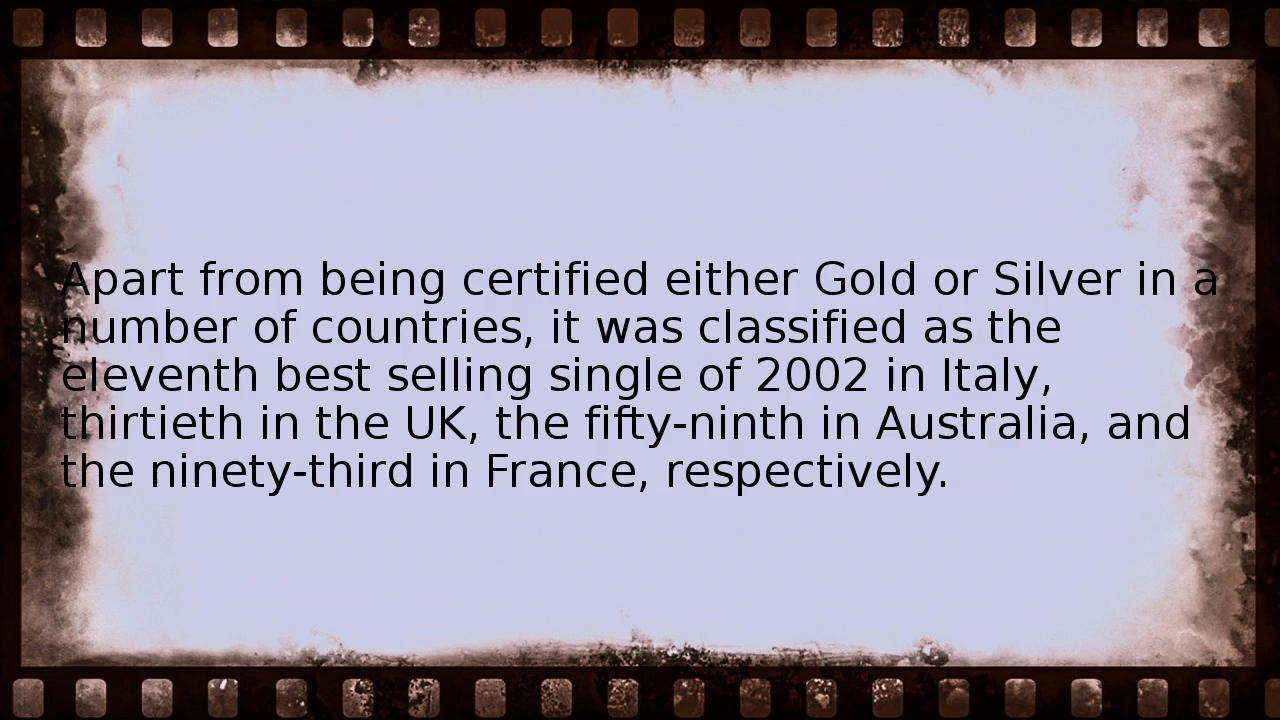 Apart from being certified either Gold or Silver in a
number of countries, it was classified as the
eleventh best selling single of 2002 in Italy,
thirtieth in the UK, the fifty-ninth in Australia, and
the ninety-third in France, respectively.